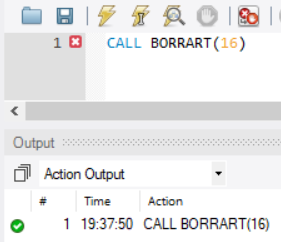 1 CALL BORRART(16)
Output
Action Output
# Time Action
1 19:37:50 CALL BORRART(16)